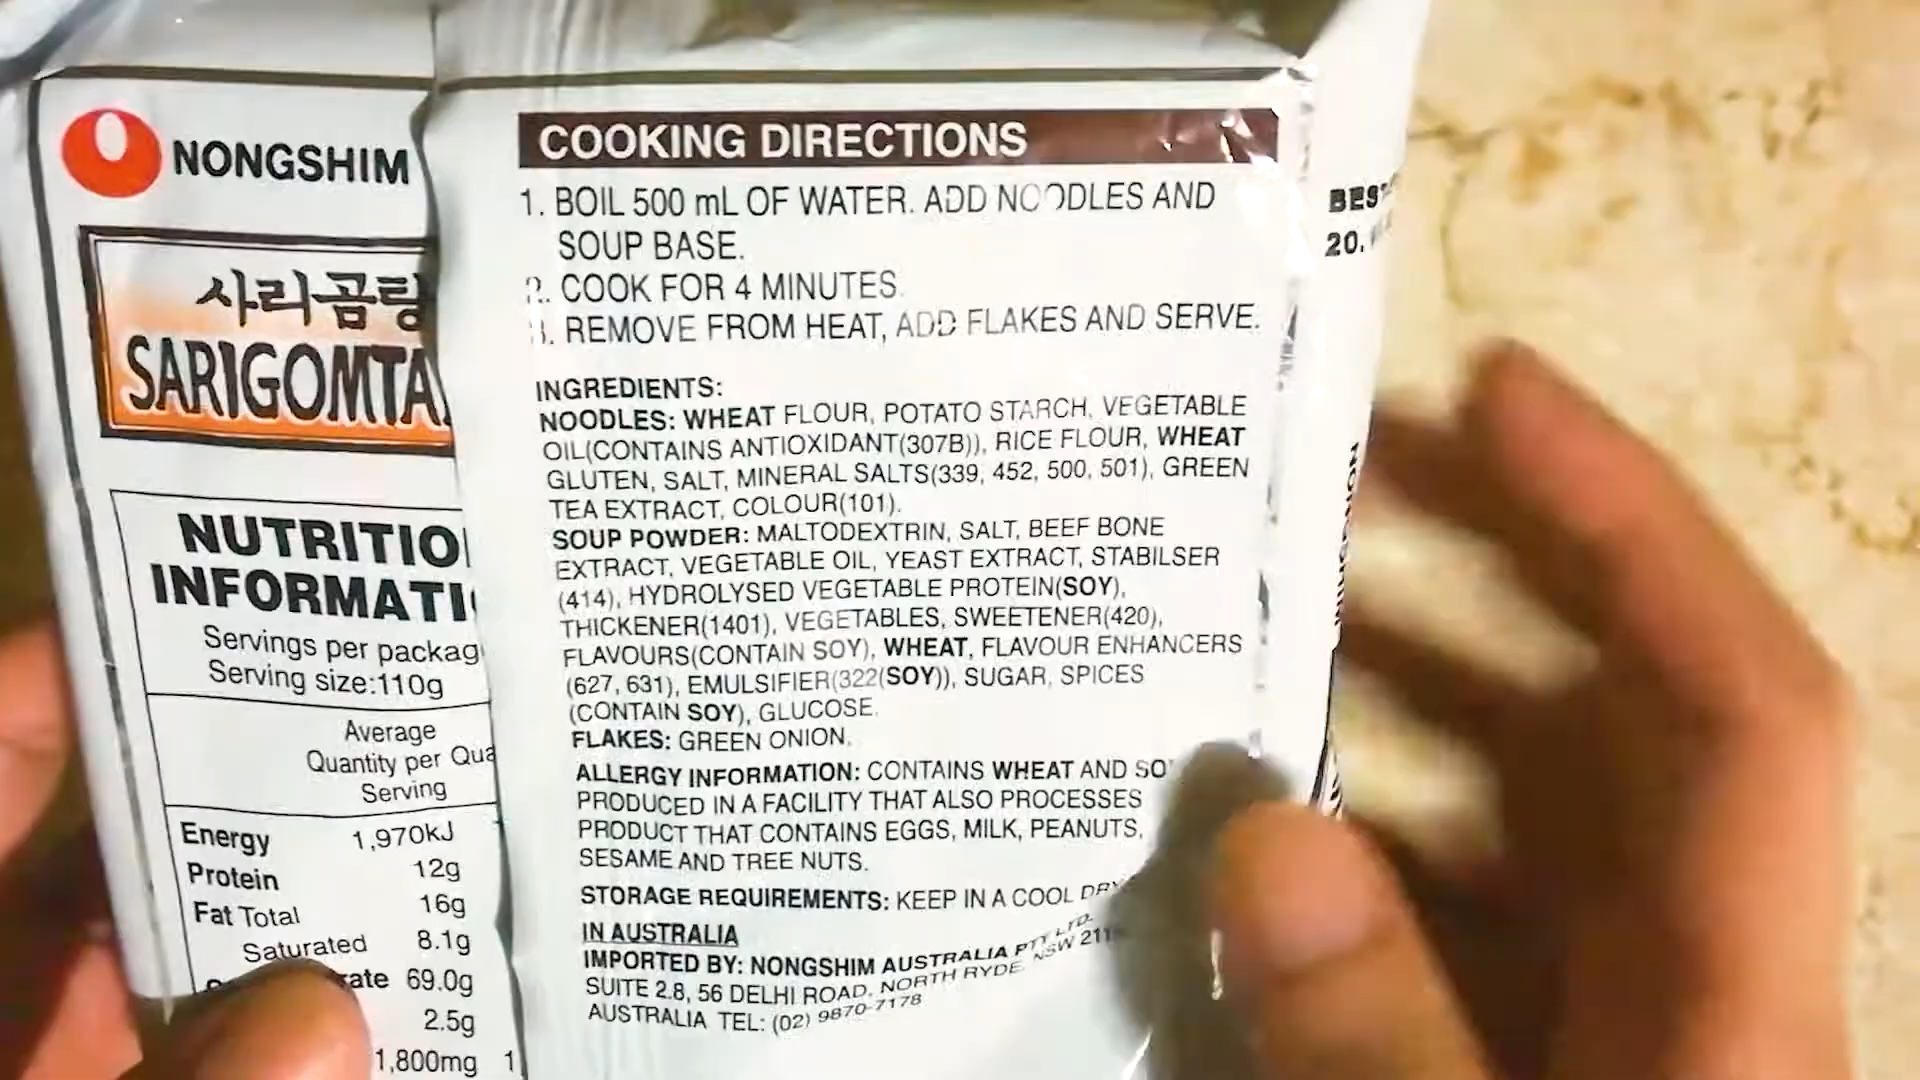 NONGSHIM
사리곰탕
SARIGOMTA
NUTRITIO
INFORMATI
Servings per packag
Serving size:110g
Average
Quantity per Qua
Serving
Energy 1,970kJ
Protein 12g
Fat Total 16g
Saturated 8.1g
rate 69.0g
2.5g
1,800mg 1
COOKING DIRECTIONS
1. BOIL 500 mL OF WATER. ADD NOODLES AND
SOUP BASE.
2. COOK FOR 4 MINUTES.
3. REMOVE FROM HEAT, ADD FLAKES AND SERVE.
INGREDIENTS:
NOODLES: WHEAT FLOUR, POTATO STARCH, VEGETABLE
OIL(CONTAINS ANTIOXIDANT(307B)), RICE FLOUR, WHEAT
GLUTEN, SALT, MINERAL SALTS(339, 452, 500, 501), GREEN
TEA EXTRACT, COLOUR(101).
SOUP POWDER: MALTODEXTRIN, SALT, BEEF BONE
EXTRACT, VEGETABLE OIL, YEAST EXTRACT, STABILSER
(414), HYDROLYSED VEGETABLE PROTEIN(SOY),
THICKENER(1401), VEGETABLES, SWEETENER(420),
FLAVOURS(CONTAIN SOY), WHEAT, FLAVOUR ENHANCERS
(627, 631), EMULSIFIER(322(SOY)), SUGAR, SPICES
(CONTAIN SOY), GLUCOSE.
FLAKES: GREEN ONION.
ALLERGY INFORMATION: CONTAINS WHEAT AND SO
PRODUCED IN A FACILITY THAT ALSO PROCESSES
PRODUCT THAT CONTAINS EGGS, MILK, PEANUTS,
SESAME AND TREE NUTS.
STORAGE REQUIREMENTS: KEEP IN A COOL DRY
IN AUSTRALIA
IMPORTED BY: NONGSHIM AUSTRALIA PTY LTD.
SUITE 2.8, 56 DELHI ROAD, NORTH RYDE, NSW 211
AUSTRALIA TEL: (02) 9870-7178
BES
20.